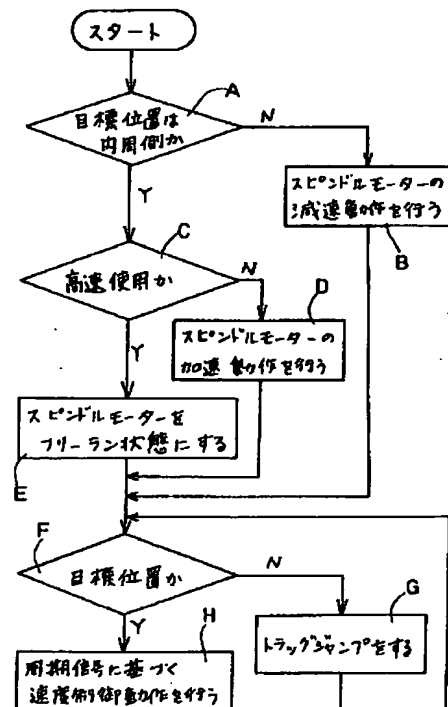 スタート
A
目標位置は
内周側か
N
Y
スピンドルモーターの
減速動作を行う
B
C
高速使用か
N
Y
D
スピンドルモーターの
加速動作を行う
スピンドルモーターを
フリーラン状態にする
E
F
目標位置か
N
Y
G
トラックジャンプをする
H
同期信号に基づく
速度制御動作を行う